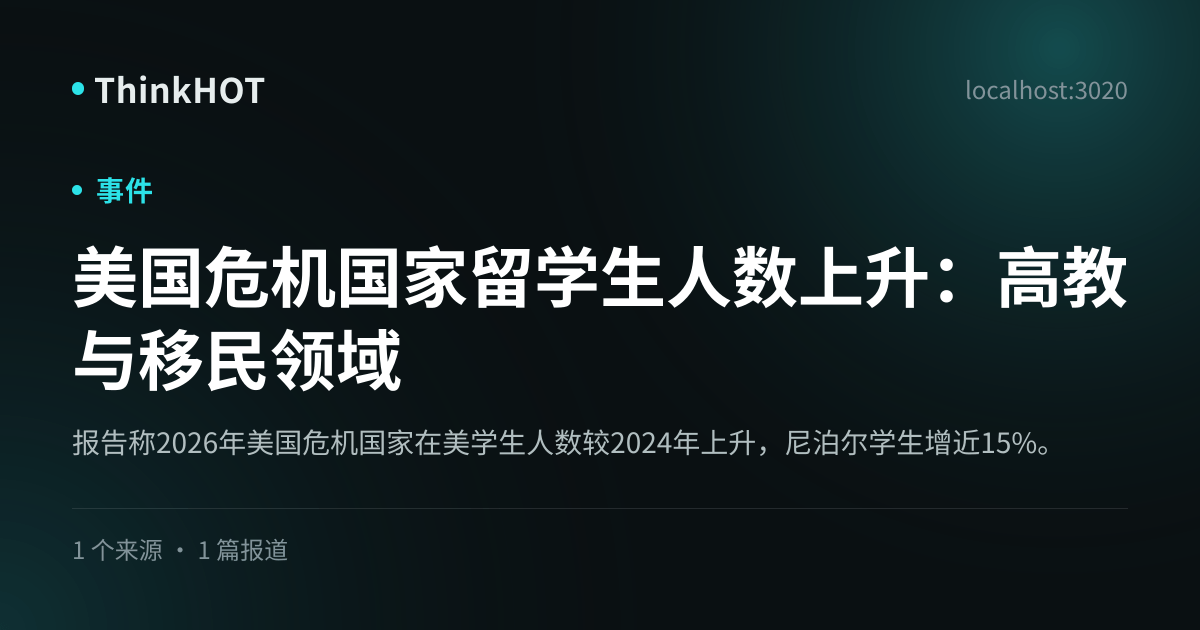 ThinkHOT
localhost:3020
事件
美国危机国家留学生人数上升：高教
与移民领域
报告称2026年美国危机国家在美学生人数较2024年上升，尼泊尔学生增近15%。
1 个来源 · 1 篇报道